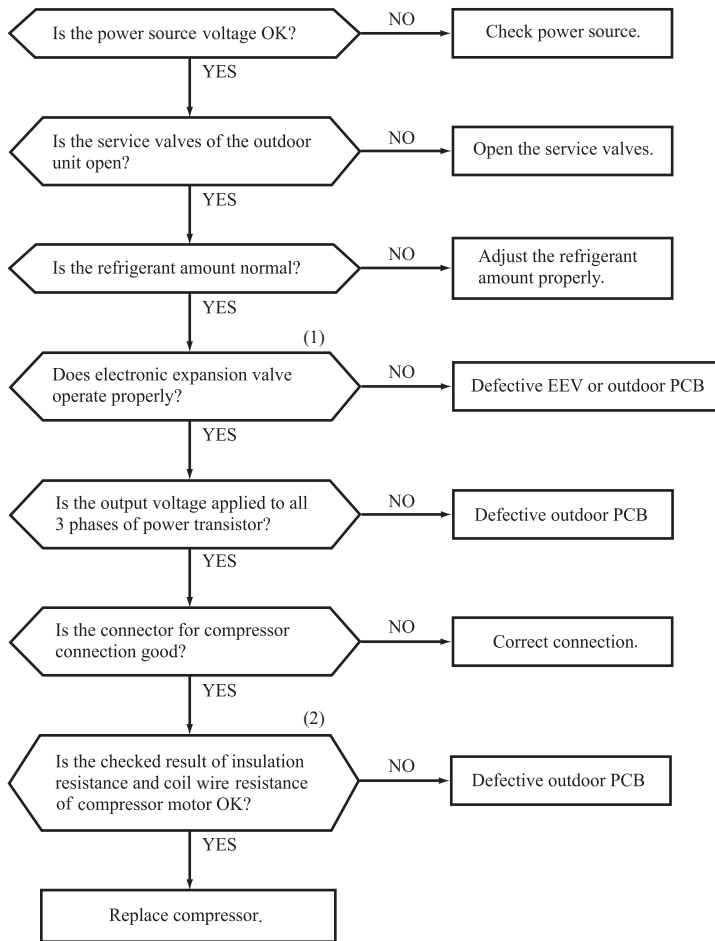 Is the power source voltage OK?
NO
Check power source.
YES
Is the service valves of the outdoor
unit open?
NO
Open the service valves.
YES
Is the refrigerant amount normal?
NO
Adjust the refrigerant
amount properly.
YES
(1)
Does electronic expansion valve
operate properly?
NO
Defective EEV or outdoor PCB
YES
Is the output voltage applied to all
3 phases of power transistor?
NO
Defective outdoor PCB
YES
Is the connector for compressor
connection good?
NO
Correct connection.
YES
(2)
Is the checked result of insulation
resistance and coil wire resistance
of compressor motor OK?
NO
Defective outdoor PCB
YES
Replace compressor.